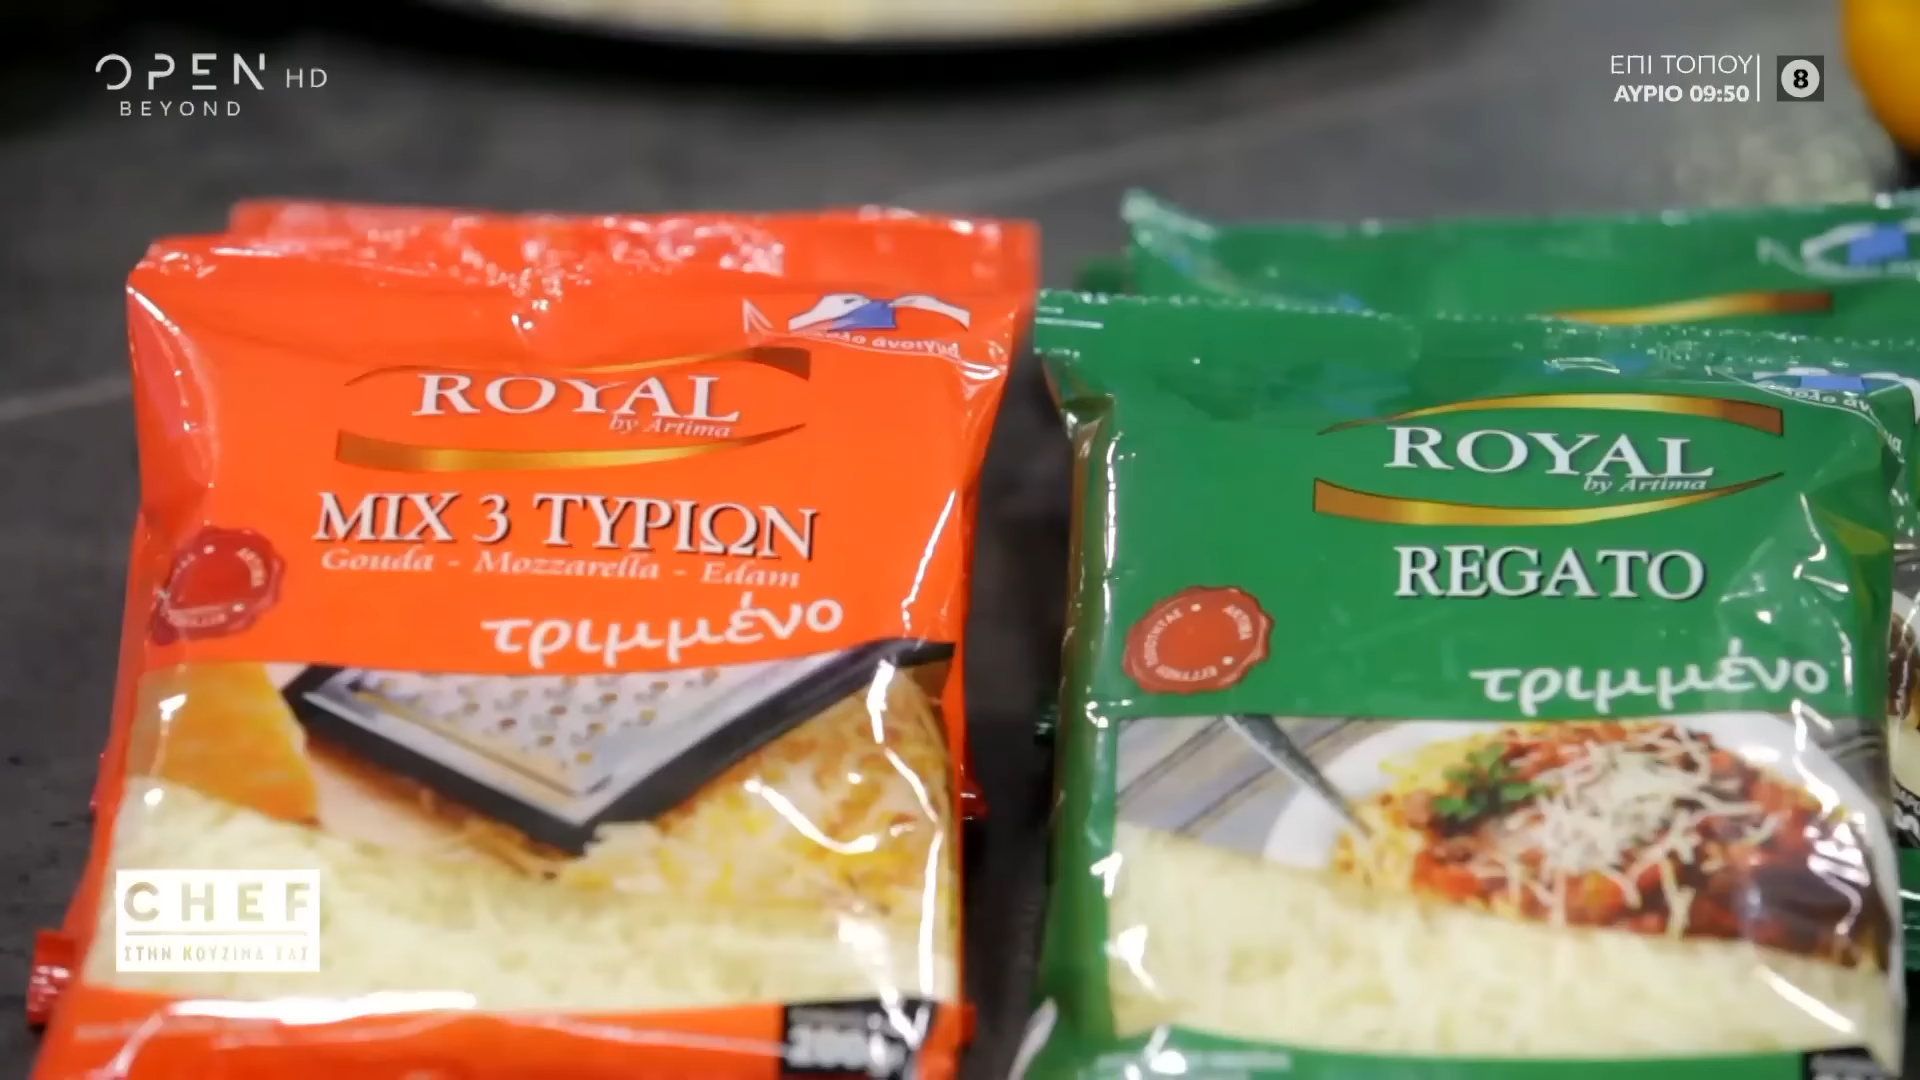 OPEN HD
BEYOND
ΕΠΙ ΤΟΠΟΥ
ΑΥΡΙΟ 09:50
8
ROYAL
by Artima
MIX 3 ΤΥΡΙΩΝ
Gouda - Mozzarella - Edam
τριμμένο
ROYAL
by Artima
REGATO
τριμμένο
CHEF
ΣΤΗΝ ΚΟΥΖΙΝΑ ΣΑΣ